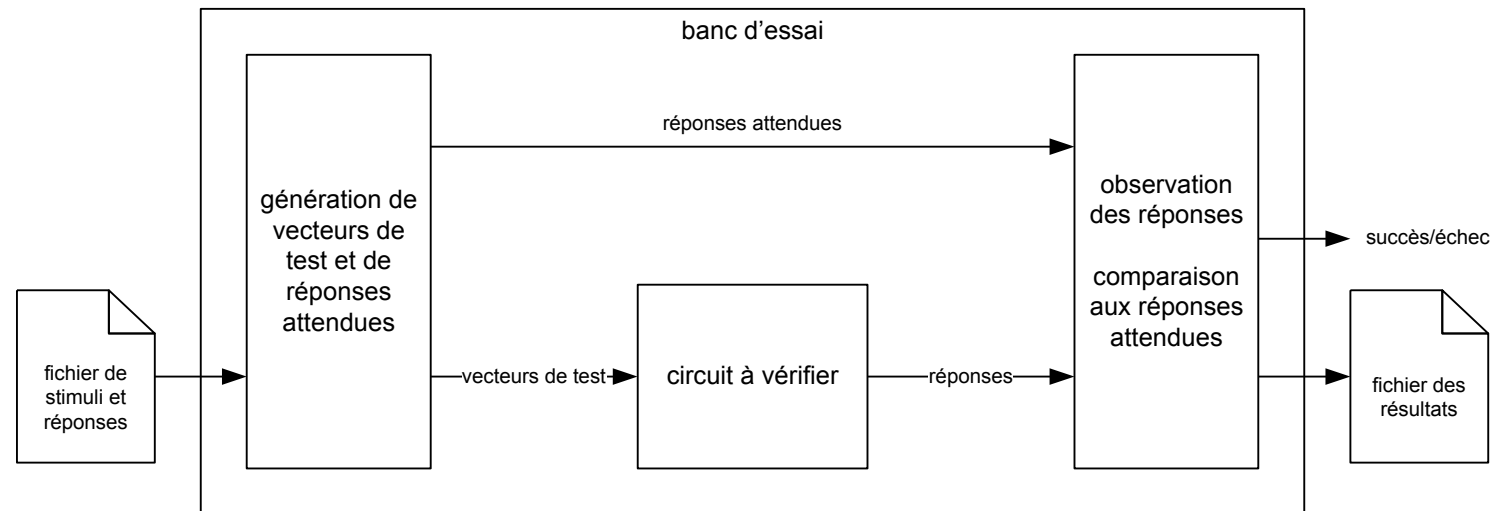 banc d'essai
fichier de
stimuli et
réponses
génération de
vecteurs de
test et de
réponses
attendues
réponses attendues
vecteurs de test
circuit à vérifier
réponses
observation
des réponses
comparaison
aux réponses
attendues
succès/échec
fichier des
résultats